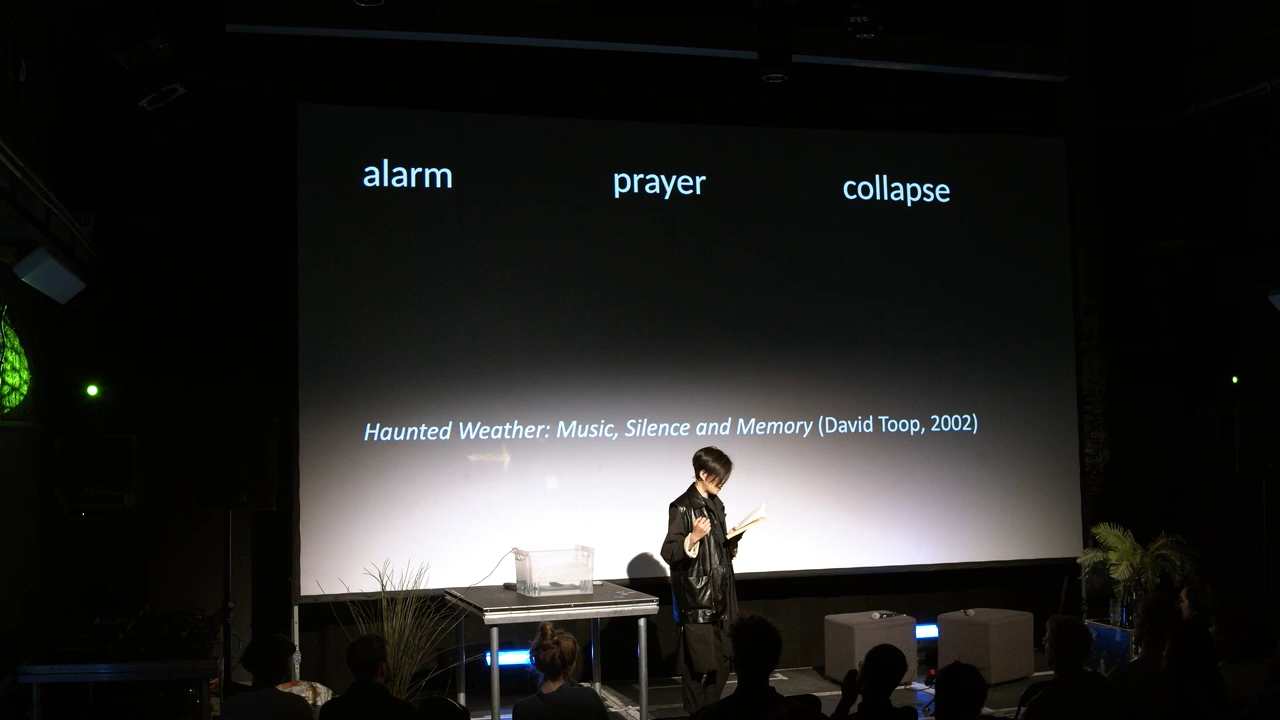 alarm prayer collapse
Haunted Weather: Music, Silence and Memory (David Toop, 2002)